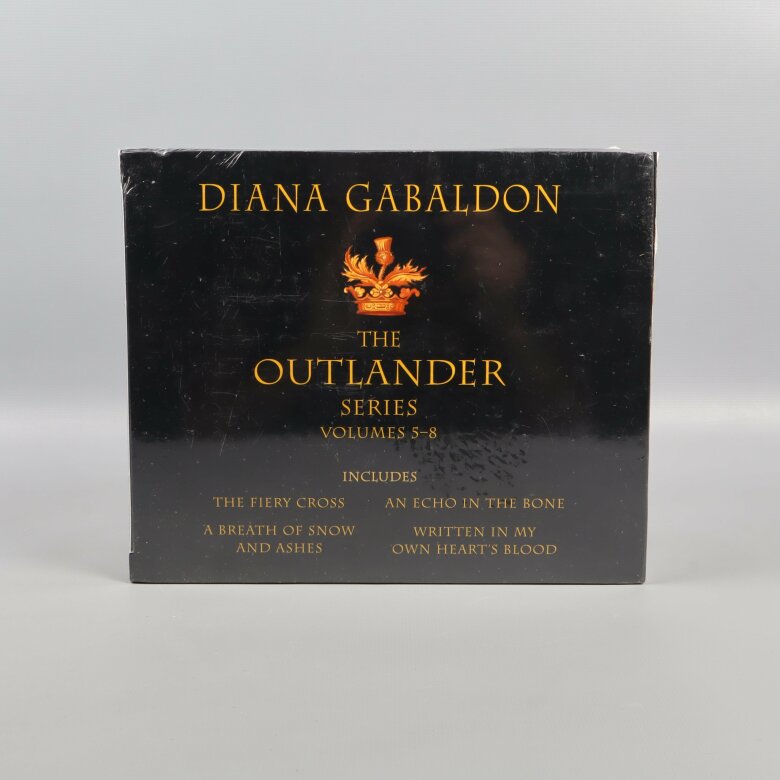 DIANA GABALDON
THE
OUTLANDER
SERIES
VOLUMES 5–8
INCLUDES
THE FIERY CROSS
A BREATH OF SNOW
AND ASHES
AN ECHO IN THE BONE
WRITTEN IN MY
OWN HEART'S BLOOD